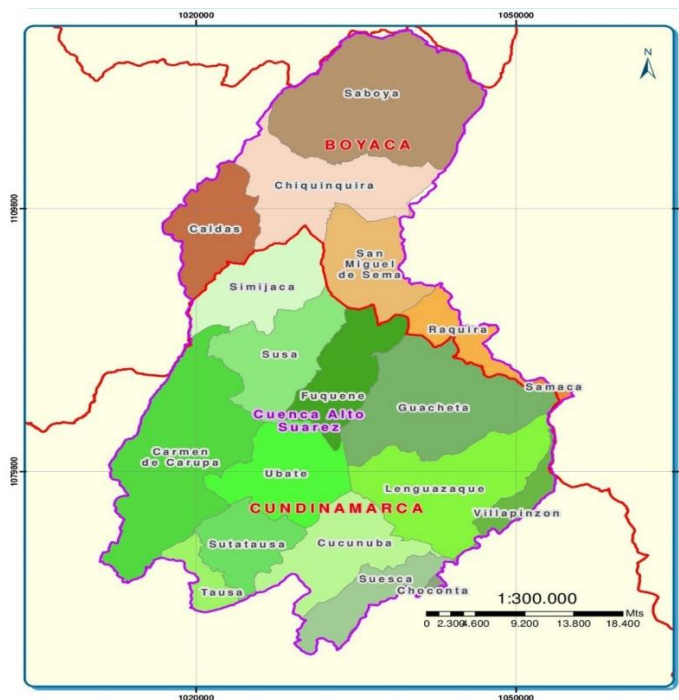 1020000
1050000
N
Saboya
BOYACA
Chiquinquira
1109800
Caldas
San
Miguel
de Sema
Simijaca
Raquira
Susa
Samaca
Fuquene
Guacheta
Cuenca Alto
Suarez
Carmen
de Carupa
1079800
Ubate
Lenguazaque
CUNDINAMARCA
Villapinzon
Sutatausa
Cucunuba
Suesca
Tausa
Choconta
1:300.000
Mts
0 2.300 4.600 9.200 13.800 18.400
1020000
1050000